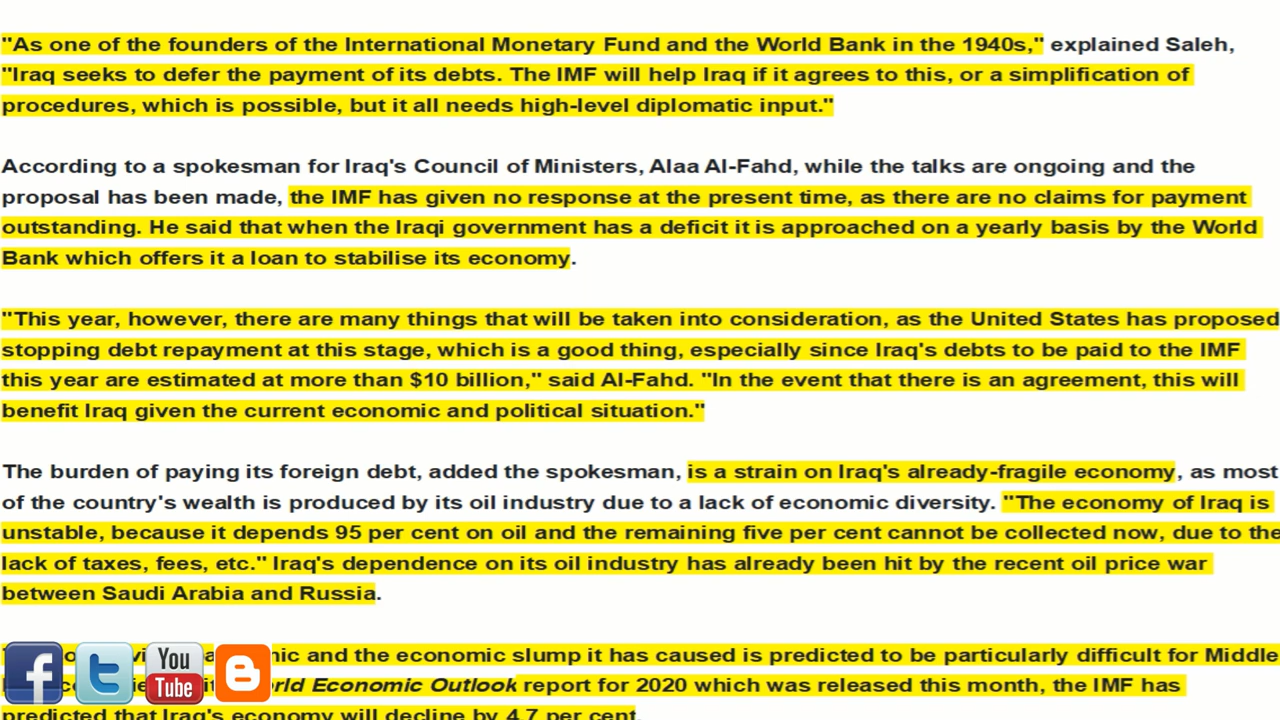 "As one of the founders of the International Monetary Fund and the World Bank in the 1940s," explained Saleh,
"Iraq seeks to defer the payment of its debts. The IMF will help Iraq if it agrees to this, or a simplification of
procedures, which is possible, but it all needs high-level diplomatic input."
According to a spokesman for Iraq's Council of Ministers, Alaa Al-Fahd, while the talks are ongoing and the
proposal has been made, the IMF has given no response at the present time, as there are no claims for payment
outstanding. He said that when the Iraqi government has a deficit it is approached on a yearly basis by the World
Bank which offers it a loan to stabilise its economy.
"This year, however, there are many things that will be taken into consideration, as the United States has proposed
stopping debt repayment at this stage, which is a good thing, especially since Iraq's debts to be paid to the IMF
this year are estimated at more than $10 billion," said Al-Fahd. "In the event that there is an agreement, this will
benefit Iraq given the current economic and political situation."
The burden of paying its foreign debt, added the spokesman, is a strain on Iraq's already-fragile economy, as most
of the country's wealth is produced by its oil industry due to a lack of economic diversity. "The economy of Iraq is
unstable, because it depends 95 per cent on oil and the remaining five per cent cannot be collected now, due to the
lack of taxes, fees, etc." Iraq's dependence on its oil industry has already been hit by the recent oil price war
between Saudi Arabia and Russia.
and the economic slump it has caused is predicted to be particularly difficult for Middle
Economic Outlook report for 2020 which was released this month, the IMF has
predicted that Iraq's economy will decline by 4.7 per cent.
You
Tube